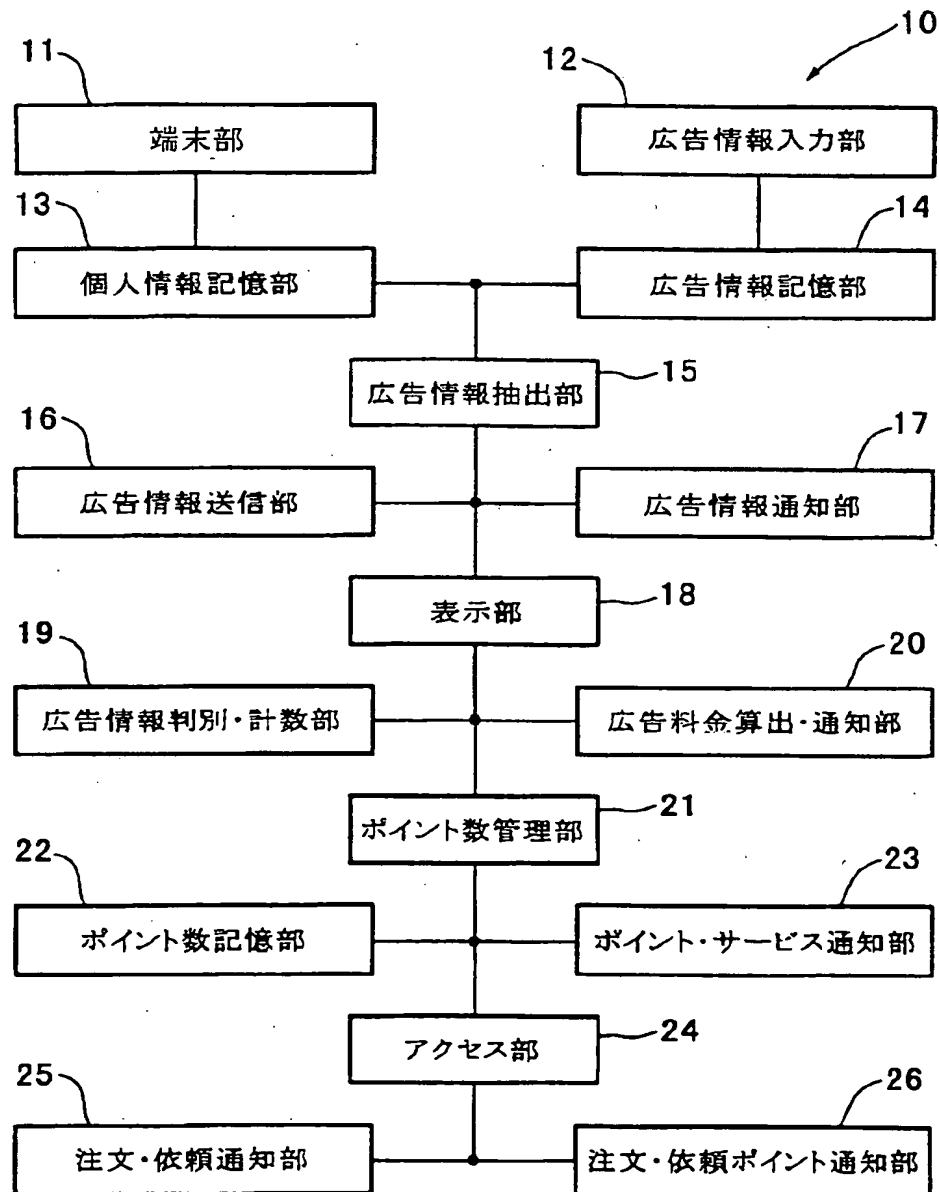 10
11
12
端末部
広告情報入力部
13
14
個人情報記憶部
広告情報記憶部
15
広告情報抽出部
16
17
広告情報送信部
広告情報通知部
18
表示部
19
20
広告情報判別・計数部
広告料金算出・通知部
21
ポイント数管理部
22
23
ポイント数記憶部
ポイント・サービス通知部
24
アクセス部
25
26
注文・依頼通知部
注文・依頼ポイント通知部